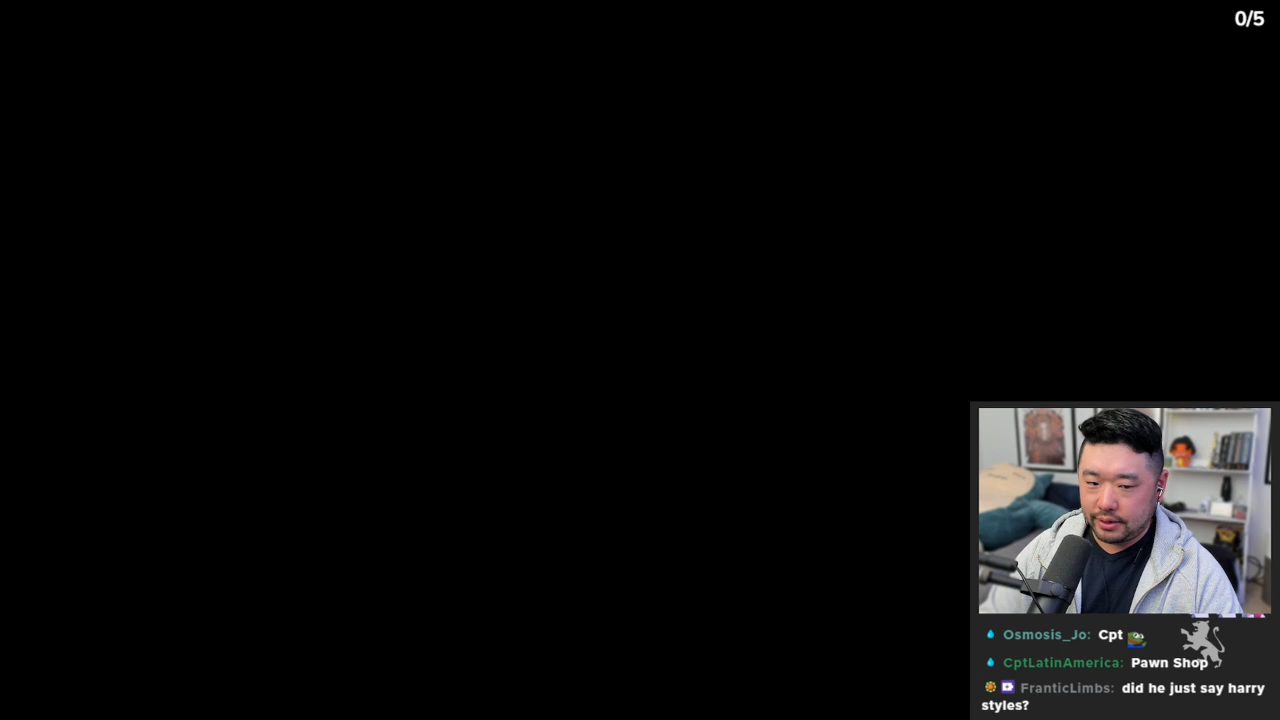 0/5
Osmosis_Jo: Cpt
CptLatinAmerica: Pawn Shop
FranticLimbs: did he just say harry
styles?